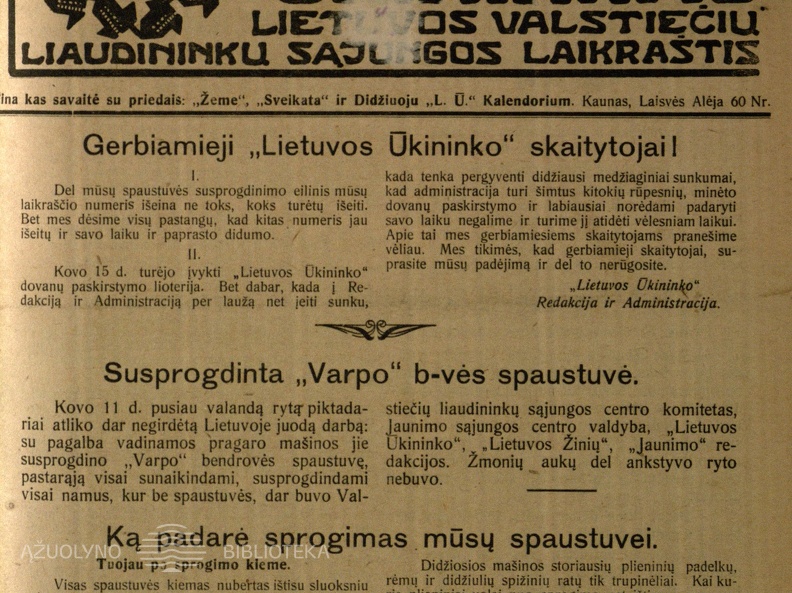 LIETUVOS VALSTIEČIŲ
LIAUDININKŲ SĄJUNGOS LAIKRAŠTIS
ina kas savaitė su priedais: „Žeme“, „Sveikata“ ir Didžiuoju „L. Ū.“ Kalendorium. Kaunas, Laisvės Alėja 60 Nr.
Gerbiamieji „Lietuvos Ūkininko“ skaitytojai!
I.
Del mūsų spaustuvės susprogdinimo eilinis mūsų
laikraščio numeris išeina ne toks, koks turėtų išeiti.
Bet mes dėsime visų pastangų, kad kitas numeris jau
išeitų ir savo laiku ir paprasto didumo.
II.
Kovo 15 d. turėjo įvykti „Lietuvos Ūkininko“
dovanų paskirstymo lioterija. Bet dabar, kada į Re-
dakciją ir Administraciją per laužą net įeiti sunku,
kada tenka pergyventi didžiausi medžiaginiai sunkumai,
kad administracija turi šimtus kitokių rūpesnių, minėto
dovanų paskirstymo ir labiausiai norėdami padaryti
savo laiku negalime ir turime jį atidėti vėlesniam laikui.
Apie tai mes gerbiamiesiems skaitytojams pranešime
vėliau. Mes tikimės, kad gerbiamieji skaitytojai, su-
prasite mūsų padėjimą ir del to nerūgosite.
„Lietuvos Ūkininko“
Redakcija ir Administracija.
Susprogdinta „Varpo“ b-vės spaustuvė.
Kovo 11 d. pusiau valandą rytą piktada-
riai atliko dar negirdėtą Lietuvoje juodą darbą:
su pagalba vadinamos pragaro mašinos jie
susprogdino „Varpo“ bendrovės spaustuvę,
pastarąją visai sunaikindami, susprogdindami
visai namus, kur be spaustuvės, dar buvo Val-
stiečių liaudininkų sąjungos centro komitetas,
Jaunimo sąjungos centro valdyba, „Lietuvos
Ūkininko“, „Lietuvos Žinių“, „Jaunimo“ re-
dakcijos. Žmonių aukų del ankstyvo ryto
nebuvo.
Ką padarė sprogimas mūsų spaustuvei.
Tuojau po sprogimo kieme.
Visas spaustuvės kiemas nubertas ištisu sluoksniu
Didžiosios mašinos storiausių plieninių padelkų,
rėmų ir didžiulių spižinių ratų tik trupinėliai. Kai ku-
ĄŽUOLYNO BIBLIOTEKA